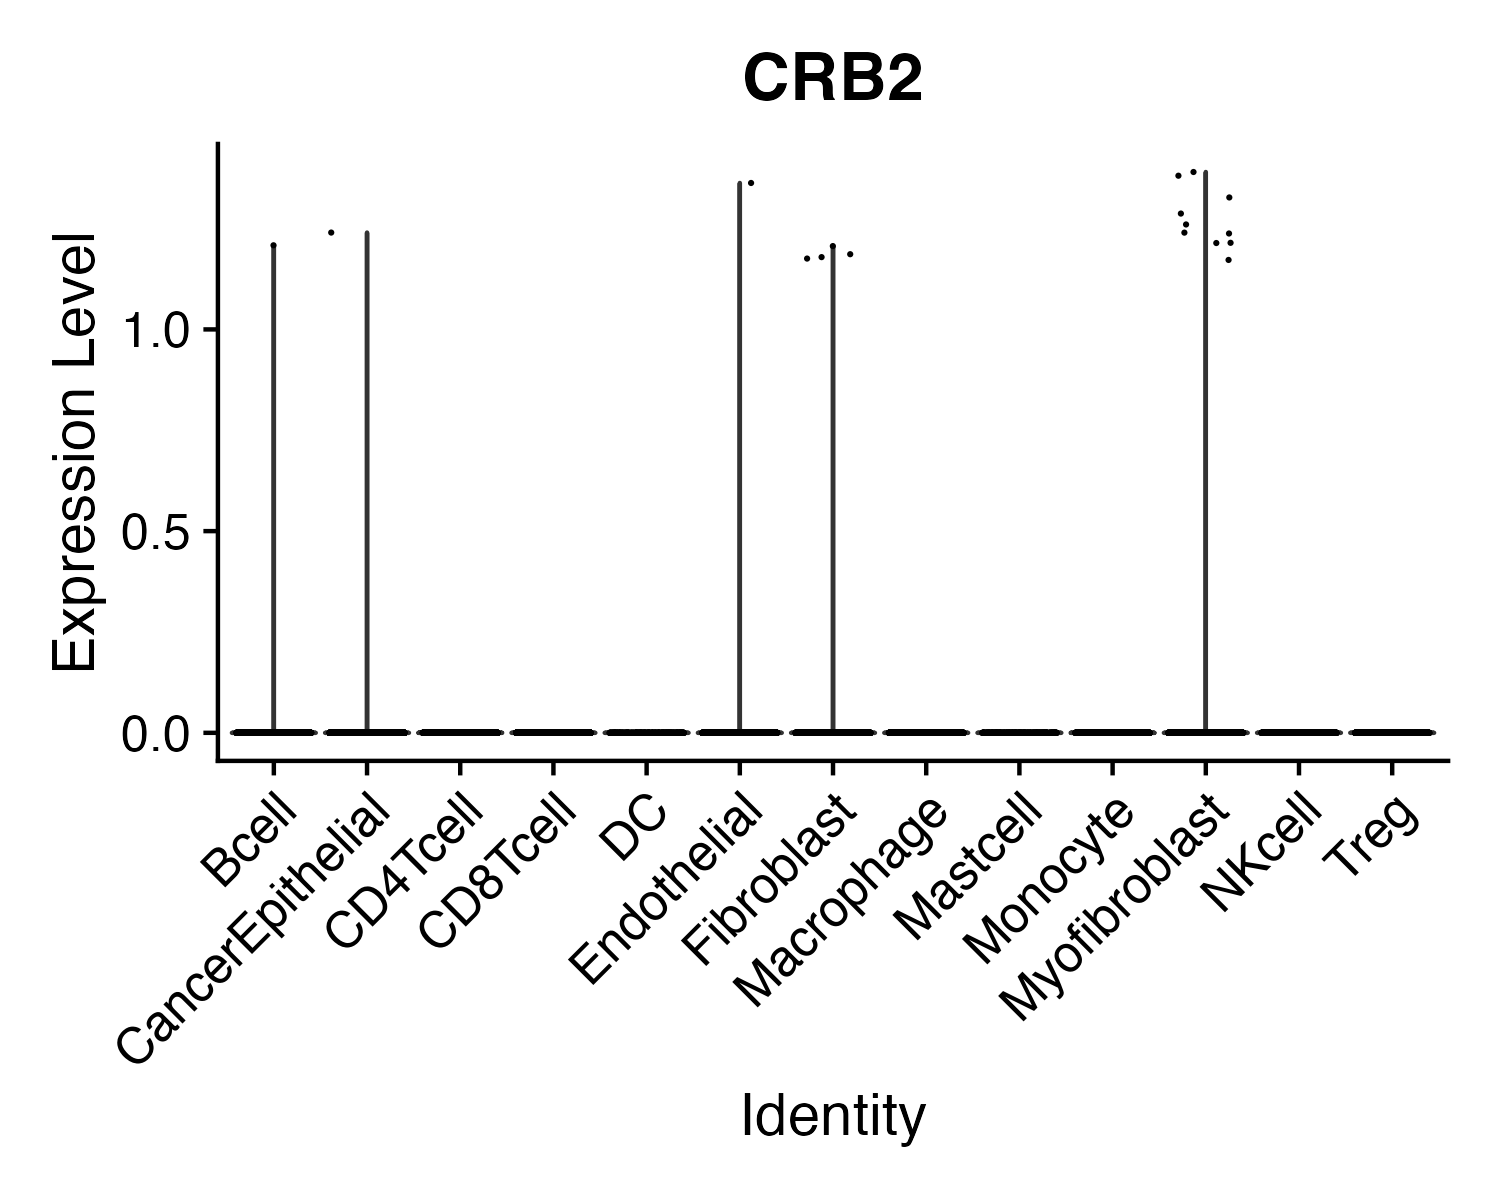 CRB2
Expression Level
1.0
0.5
0.0
Bcell
CancerEpithelial
CD4Tcell
CD8Tcell
DC
Endothelial
Fibroblast
Macrophage
Mastcell
Monocyte
Myofibroblast
NKcell
Treg
Identity